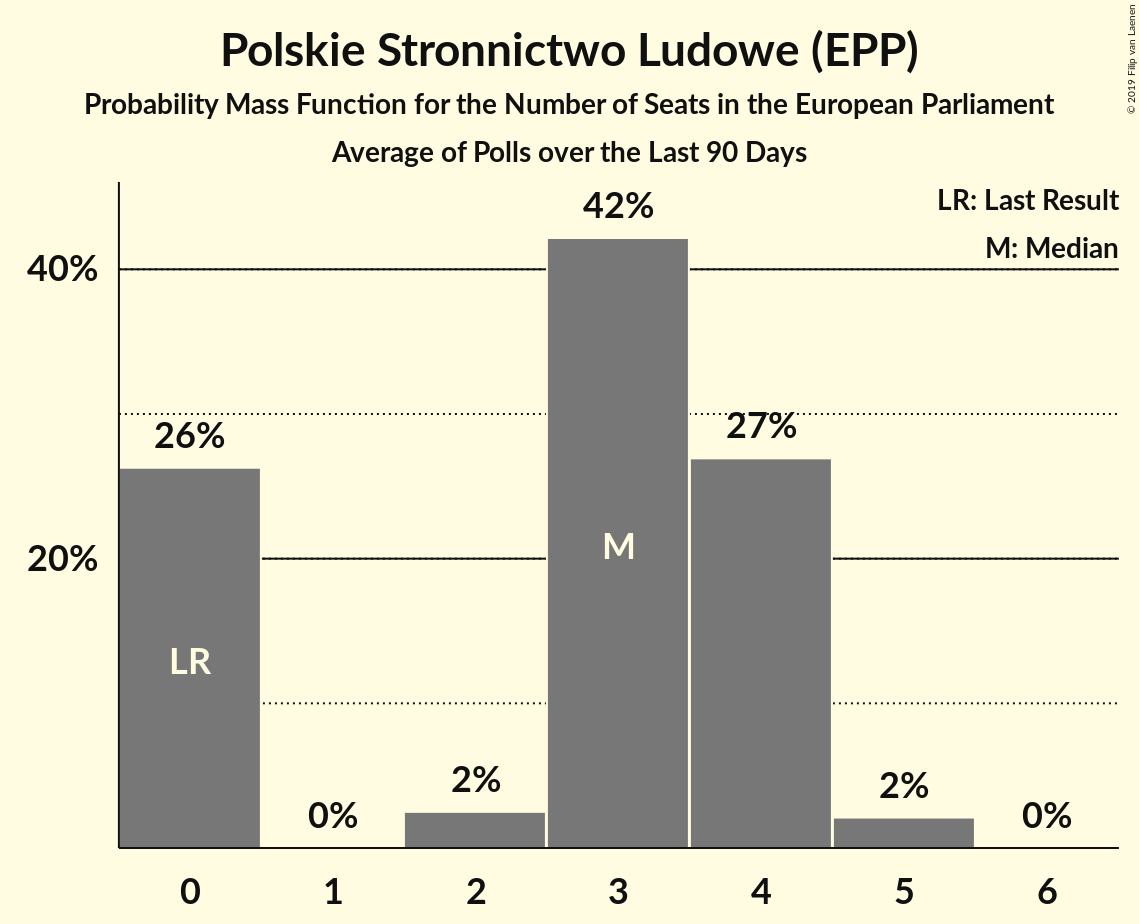 Polskie Stronnictwo Ludowe (EPP)
Probability Mass Function for the Number of Seats in the European Parliament
Average of Polls over the Last 90 Days
© 2019 Filip van Laenen
LR: Last Result
M: Median
42%
40%
27%
26%
M
20%
LR
2%
2%
0%
0%
0 1 2 3 4 5 6